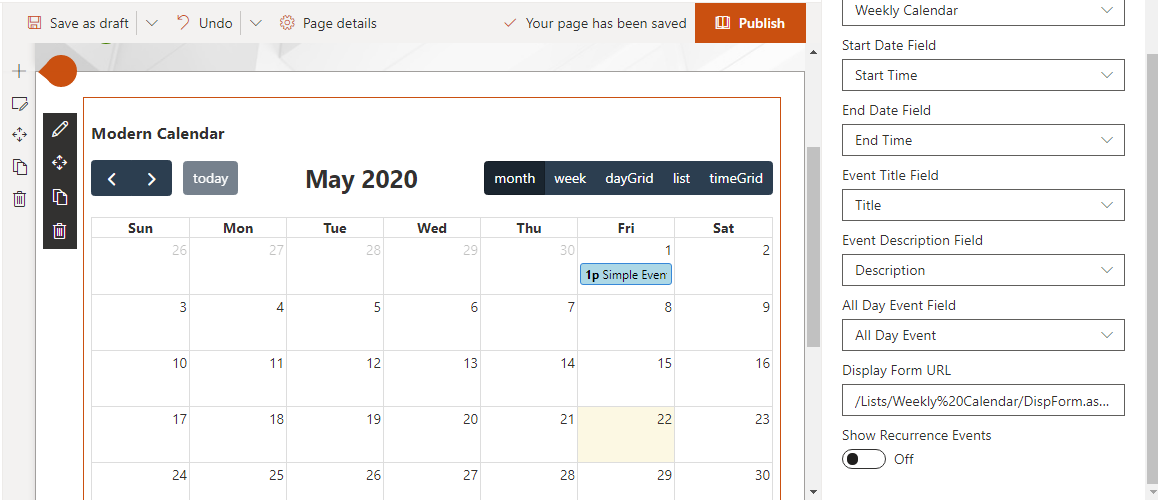 Save as draft Undo Page details Your page has been saved Publish
Modern Calendar
today May 2020 month week dayGrid list timeGrid
Sun Mon Tue Wed Thu Fri Sat
26 27 28 29 30 1 2
1p Simple Even
3 4 5 6 7 8 9
10 11 12 13 14 15 16
17 18 19 20 21 22 23
24 25 26 27 28 29 30
Weekly Calendar
Start Date Field
Start Time
End Date Field
End Time
Event Title Field
Title
Event Description Field
Description
All Day Event Field
All Day Event
Display Form URL
/Lists/Weekly%20Calendar/DispForm.as...
Show Recurrence Events
Off